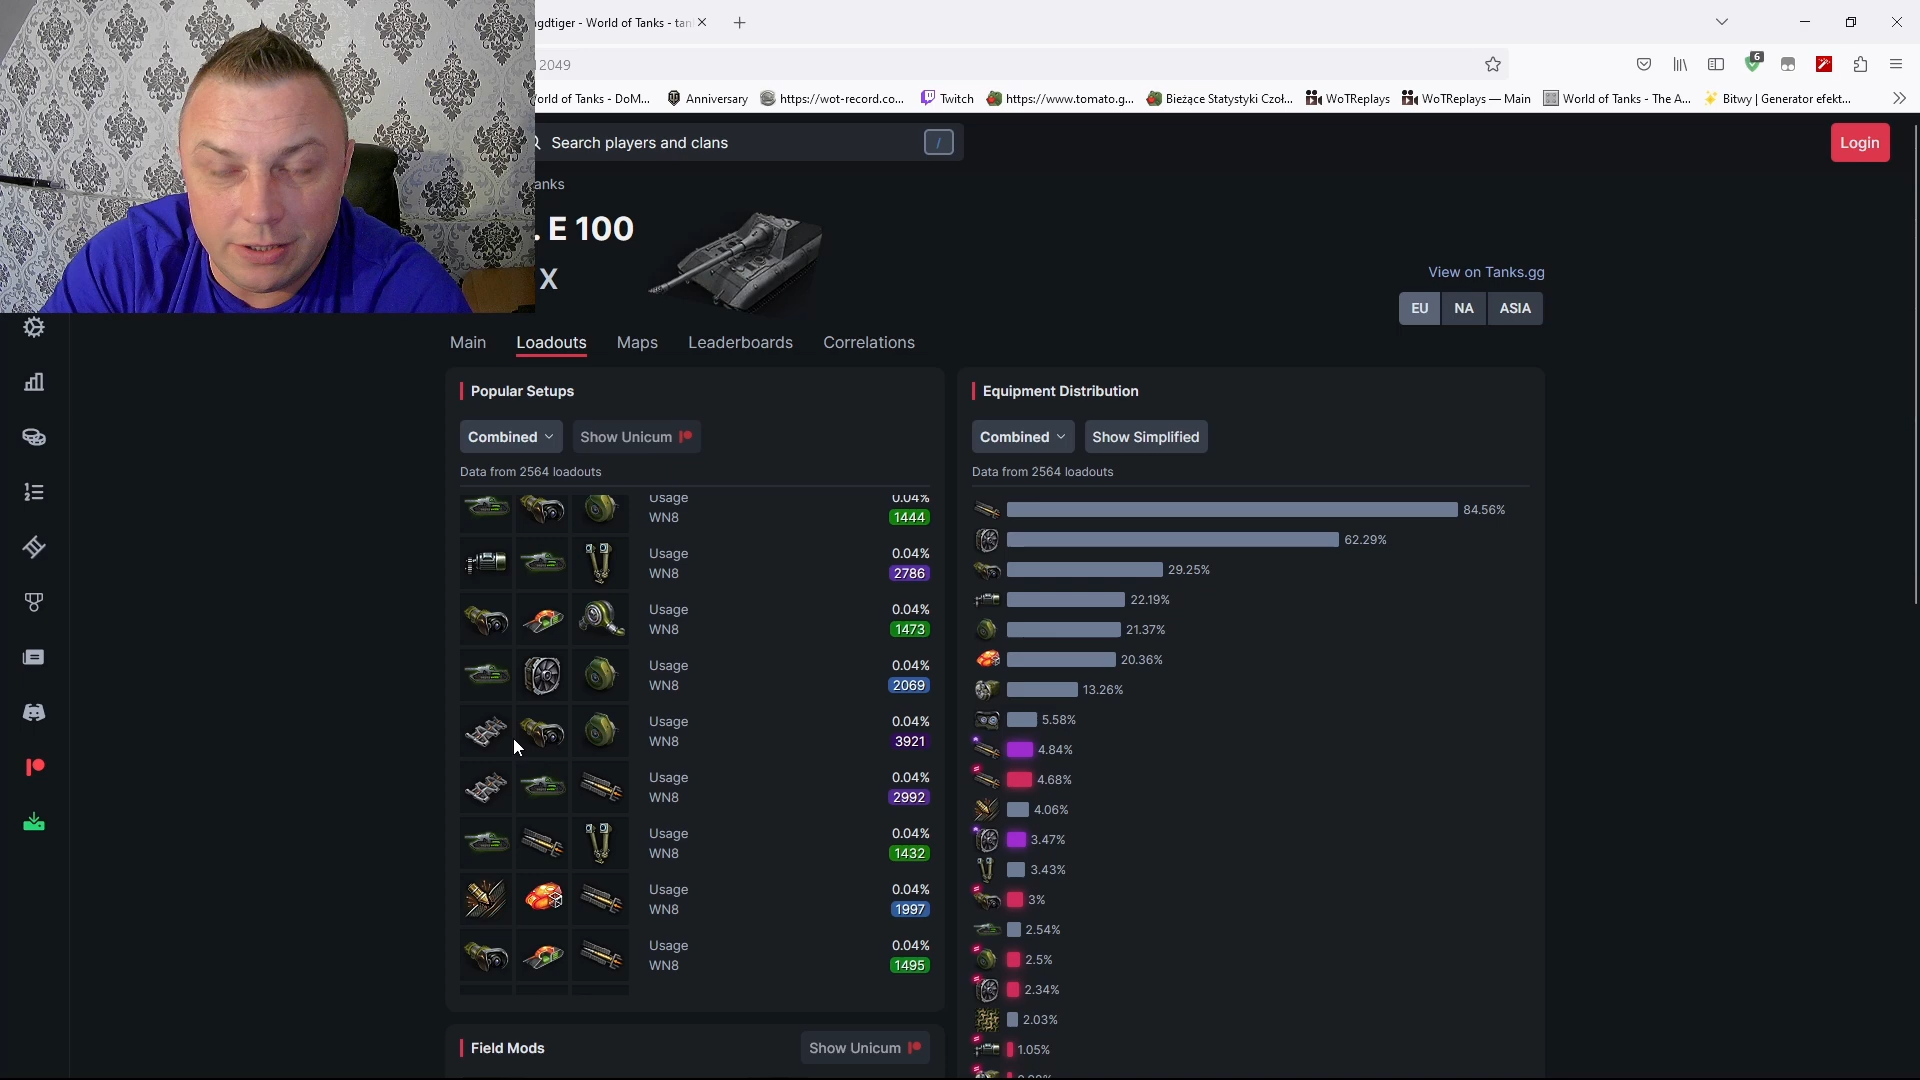 agdtiger - World of Tanks - tan
2049
World of Tanks - DoM...
Anniversary
https://wot-record.co...
Twitch
https://www.tomato.g...
Bieżące Statystyki Czoł...
WoTReplays
WoTReplays — Main
World of Tanks - The A...
Bitwy | Generator efekt...
6
Search players and clans
/
Login
anks
. E 100
X
View on Tanks.gg
EU
NA
ASIA
Main
Loadouts
Maps
Leaderboards
Correlations
Popular Setups
Combined
Show Unicum
Data from 2564 loadouts
Usage 0.04%
WN8 1444
Usage 0.04%
WN8 2786
Usage 0.04%
WN8 1473
Usage 0.04%
WN8 2069
Usage 0.04%
WN8 3921
Usage 0.04%
WN8 2992
Usage 0.04%
WN8 1432
Usage 0.04%
WN8 1997
Usage 0.04%
WN8 1495
Field Mods
Show Unicum
Equipment Distribution
Combined
Show Simplified
Data from 2564 loadouts
84.56%
62.29%
29.25%
22.19%
21.37%
20.36%
13.26%
5.58%
4.84%
4.68%
4.06%
3.47%
3.43%
3%
2.54%
2.5%
2.34%
2.03%
1.05%